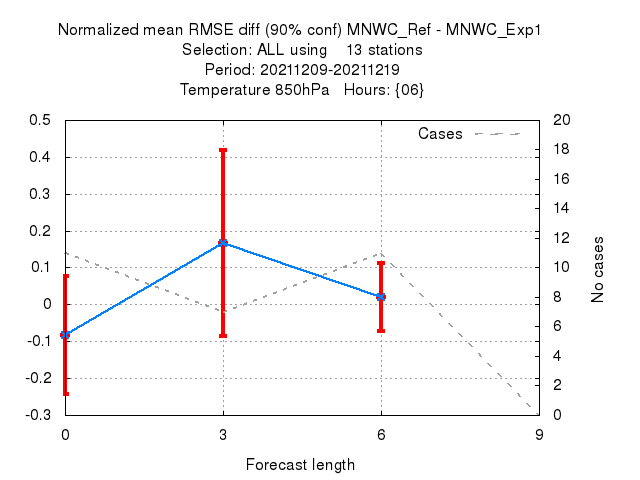 Normalized mean RMSE diff (90% conf) MNWC_Ref - MNWC_Exp1
Selection: ALL using 13 stations
Period: 20211209-20211219
Temperature 850hPa Hours: {06}
Cases
0.5
0.4
0.3
0.2
0.1
0
-0.1
-0.2
-0.3
20
18
16
14
12
10
8
6
4
2
0
No cases
0 3 6 9
Forecast length